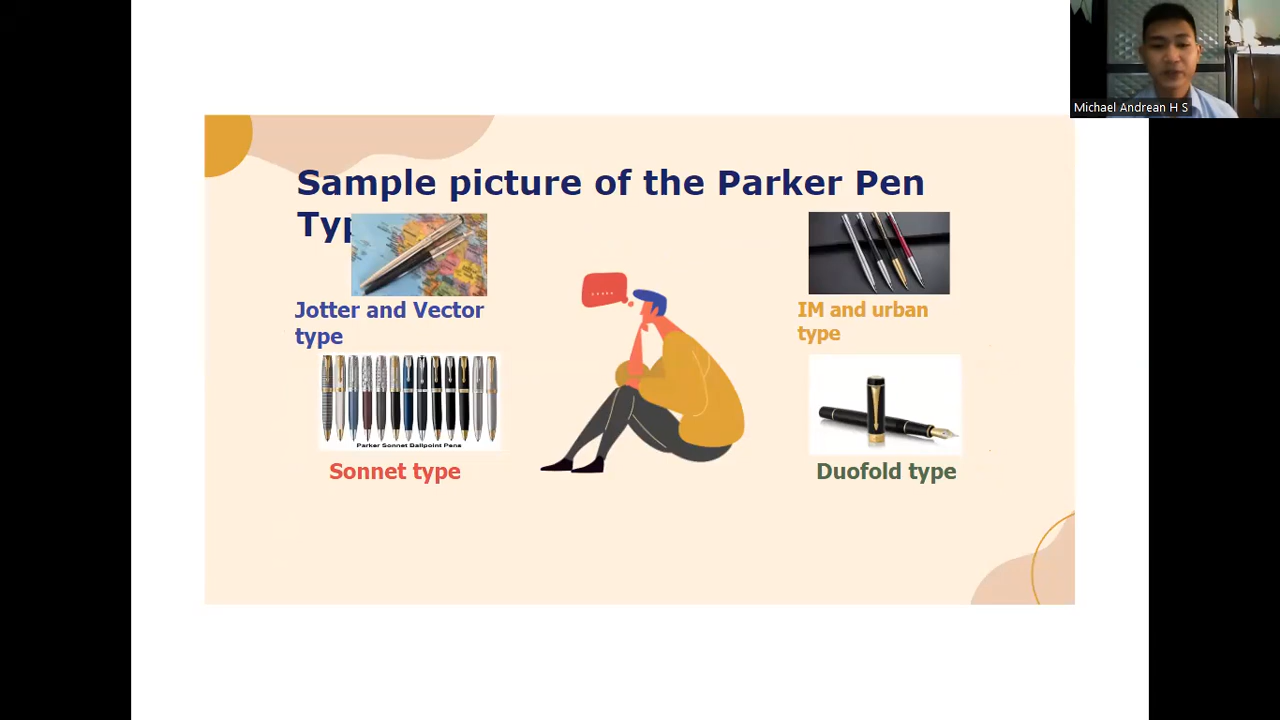 Michael Andrean H S
Sample picture of the Parker Pen
Typ
Jotter and Vector
type
IM and urban
type
Parker Sonnet Ballpoint Pens
Sonnet type
Duofold type